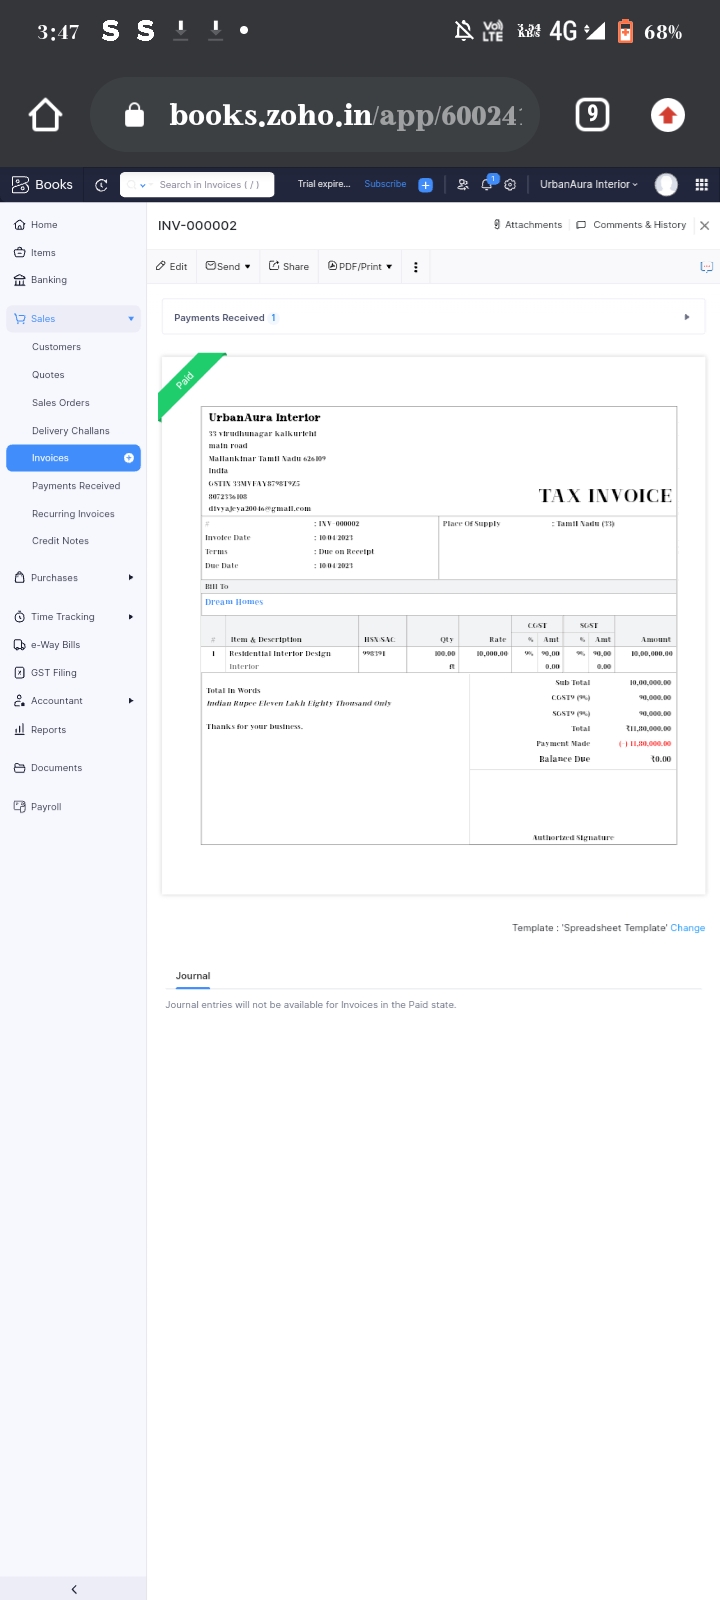 3:47 S S Vo) LTE 3.54 KB/S 4G 68%
books.zoho.in/app/60024
9
Books
Search in Invoices ( / )
Trial expire... Subscribe
1
UrbanAura Interior
Home
Items
Banking
Sales
Customers
Quotes
Sales Orders
Delivery Challans
Invoices
Payments Received
Recurring Invoices
Credit Notes
Purchases
Time Tracking
e-Way Bills
GST Filing
Accountant
Reports
Documents
Payroll
INV-000002
Attachments
Comments & History
Edit Send Share PDF/Print
Payments Received 1
Paid
UrbanAura Interior
33 virudhunagar kalkurichi
main road
Mallankinar Tamil Nadu 626109
India
GSTIN 33MVFAY8798T9Z5
8072336108
divyajeya20046@gmail.com
TAX INVOICE
# : INV-000002
Invoice Date : 10/04/2023
Terms : Due on Receipt
Due Date : 10/04/2023
Place Of Supply : Tamil Nadu (33)
Bill To
Dream Homes
CGST SGST
# Item & Description HSN/SAC Qty Rate % Amt % Amt Amount
1 Residential Interior Design 998391 100.00 10,000.00 9% 90,00 9% 90,00 10,00,000.00
Interior ft 0.00 0.00
Sub Total 10,00,000.00
CGST9 (9%) 90,000.00
SGST9 (9%) 90,000.00
Total ₹11,80,000.00
Payment Made (-) 11,80,000.00
Balance Due ₹0.00
Total In Words
Indian Rupee Eleven Lakh Eighty Thousand Only
Thanks for your business.
Authorized Signature
Template : 'Spreadsheet Template' Change
Journal
Journal entries will not be available for Invoices in the Paid state.